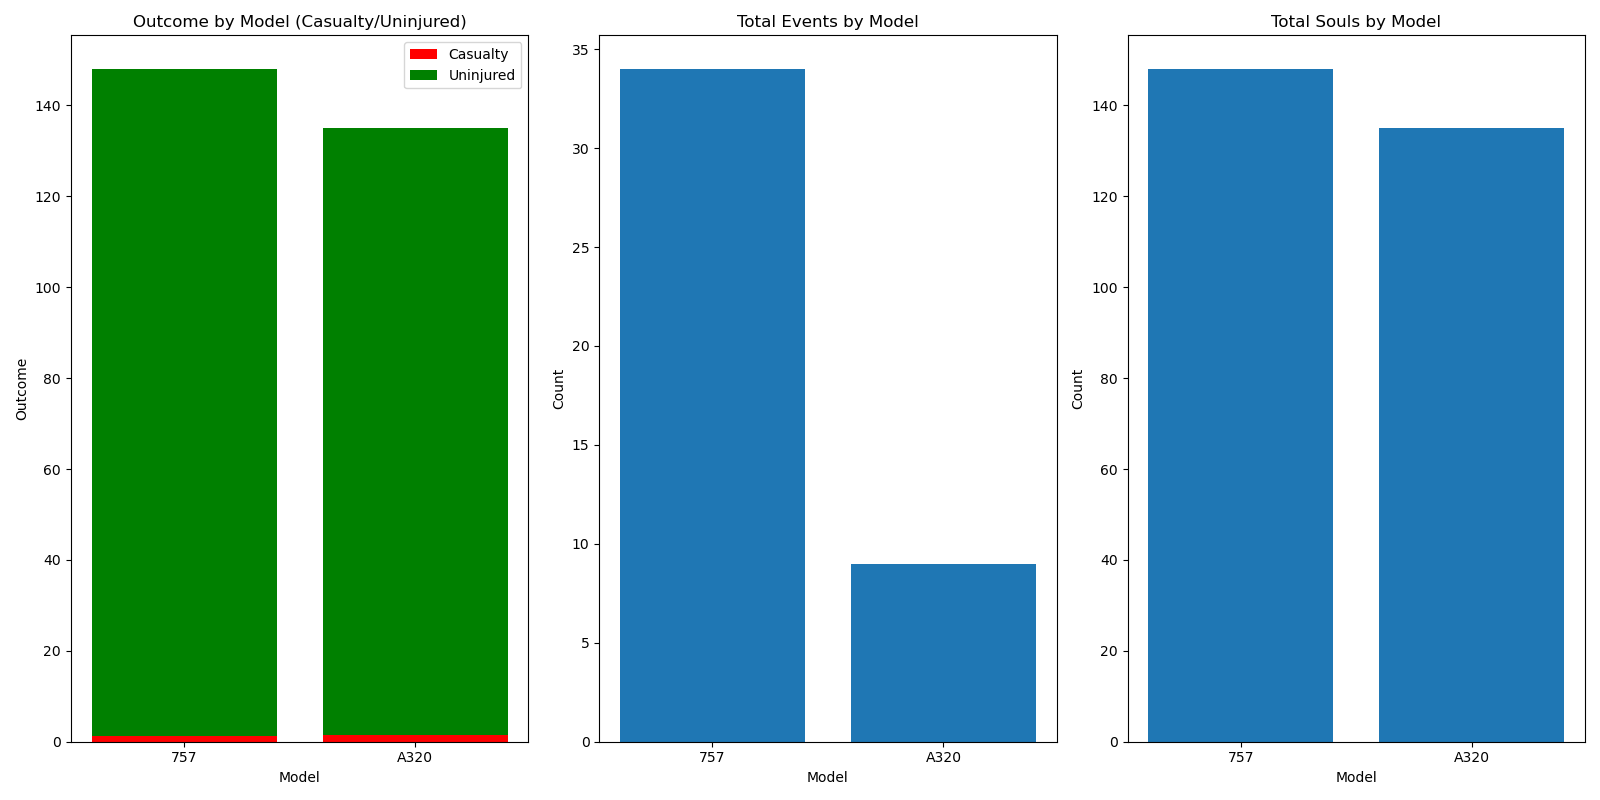 Outcome by Model (Casualty/Uninjured)
Casualty
Uninjured
Outcome
140
120
100
80
60
40
20
0
757
A320
Model
Total Events by Model
Count
35
30
25
20
15
10
5
0
757
A320
Model
Total Souls by Model
Count
140
120
100
80
60
40
20
0
757
A320
Model